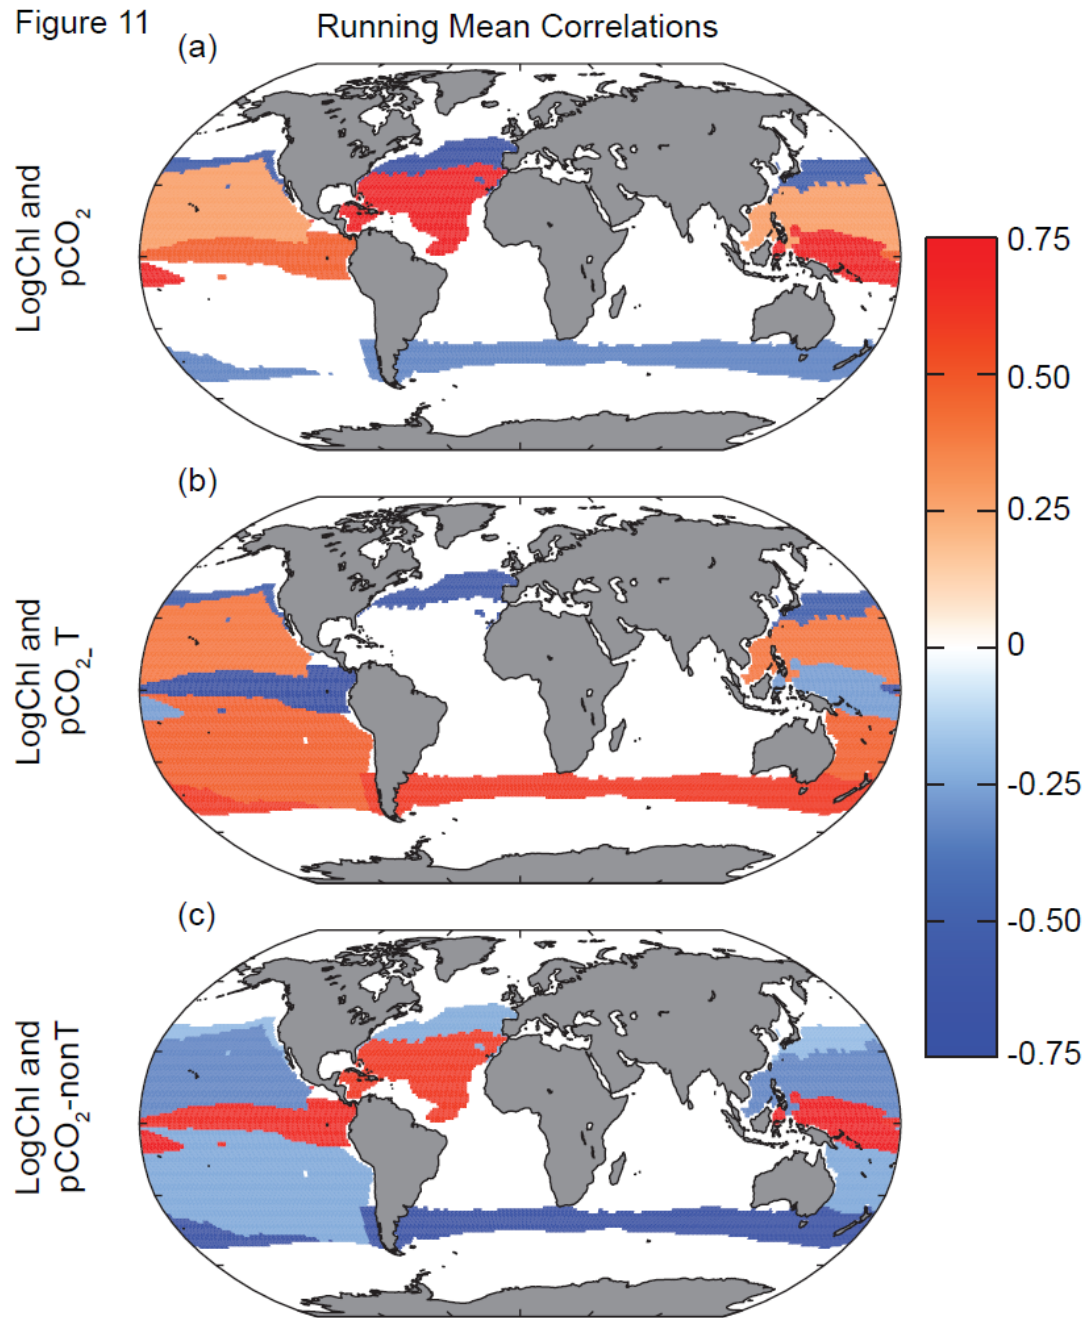 Figure 11
Running Mean Correlations
(a)
LogChl and
pCO2
(b)
LogChl and
pCO2_T
(c)
LogChl and
pCO2-nonT
0.75
0.50
0.25
0
-0.25
-0.50
-0.75